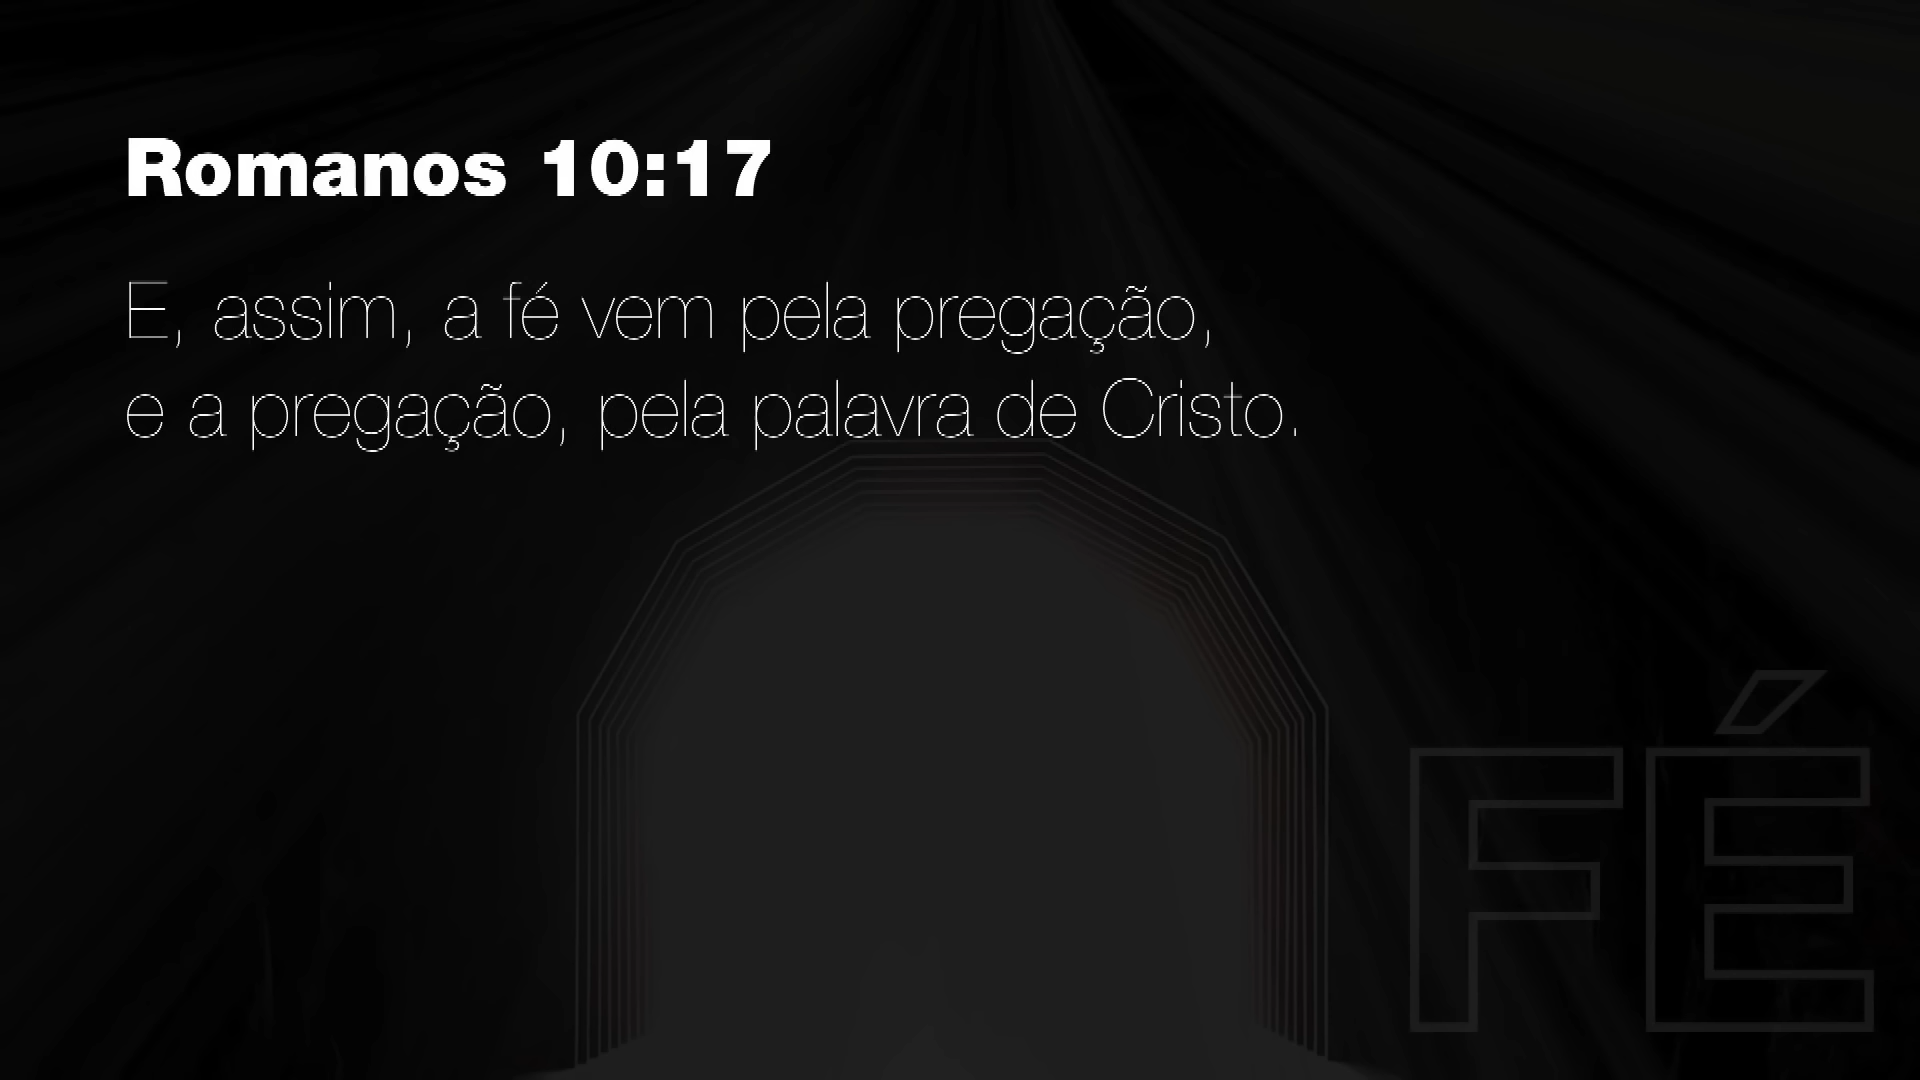 Romanos 10:17
E, assim, a fé vem pela pregação,
e a pregação, pela palavra de Cristo.
FÉ